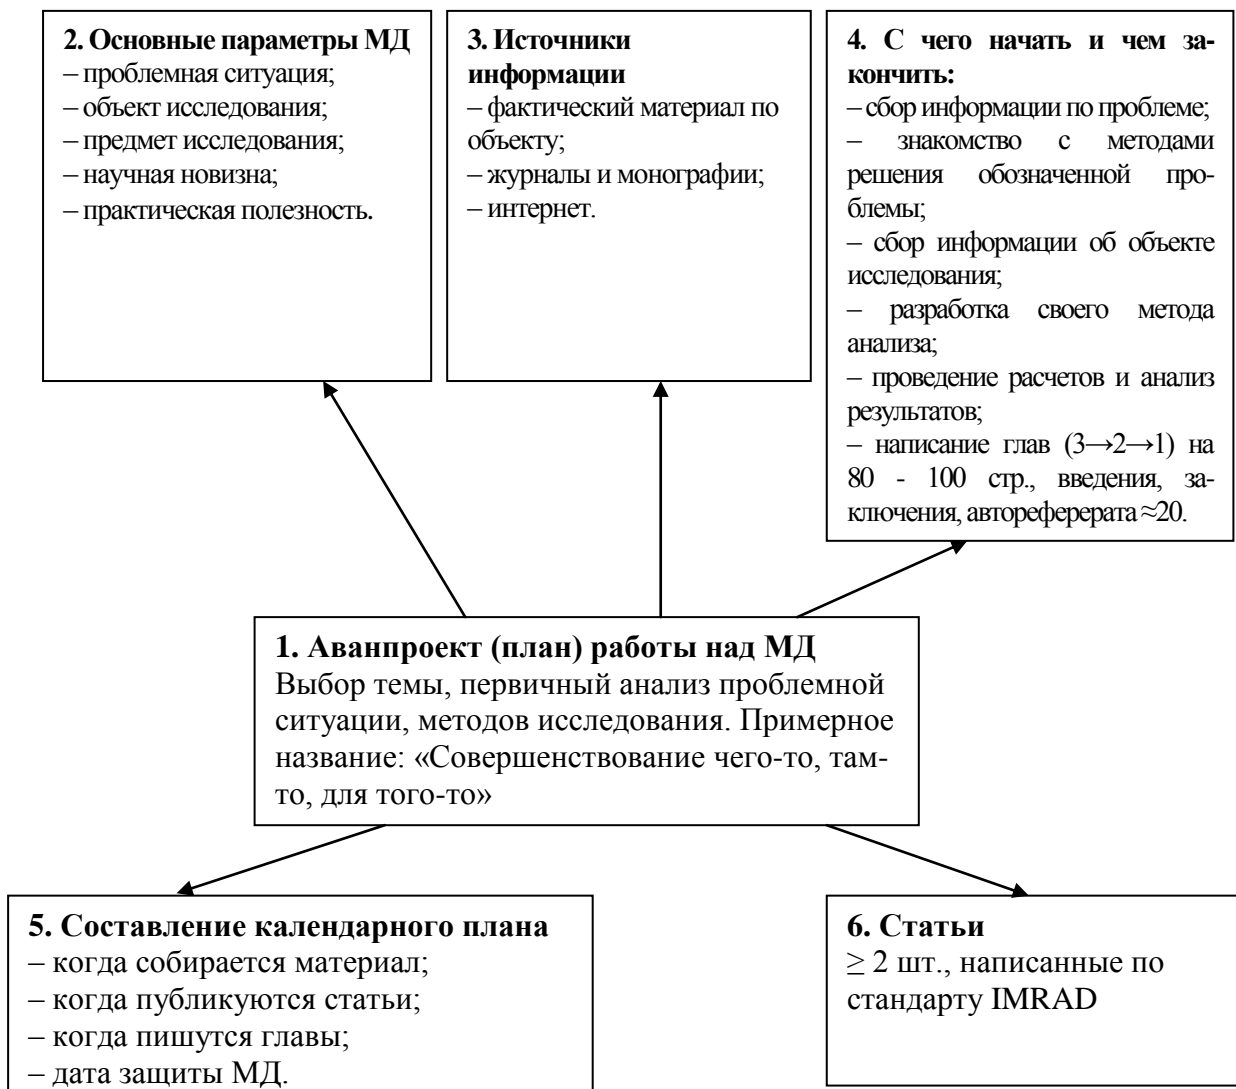 2. Основные параметры МД
– проблемная ситуация;
– объект исследования;
– предмет исследования;
– научная новизна;
– практическая полезность.
3. Источники
информации
– фактический материал по
объекту;
– журналы и монографии;
– интернет.
4. С чего начать и чем за-
кончить:
– сбор информации по проблеме;
– знакомство с методами
решения обозначенной про-
блемы;
– сбор информации об объекте
исследования;
– разработка своего метода
анализа;
– проведение расчетов и анализ
результатов;
– написание глав (3→2→1) на
80 - 100 стр., введения, за-
ключения, автореферерата ≈20.
1. Аванпроект (план) работы над МД
Выбор темы, первичный анализ проблемной
ситуации, методов исследования. Примерное
название: «Совершенствование чего-то, там-
то, для того-то»
5. Составление календарного плана
– когда собирается материал;
– когда публикуются статьи;
– когда пишутся главы;
– дата защиты МД.
6. Статьи
≥ 2 шт., написанные по
стандарту IMRAD